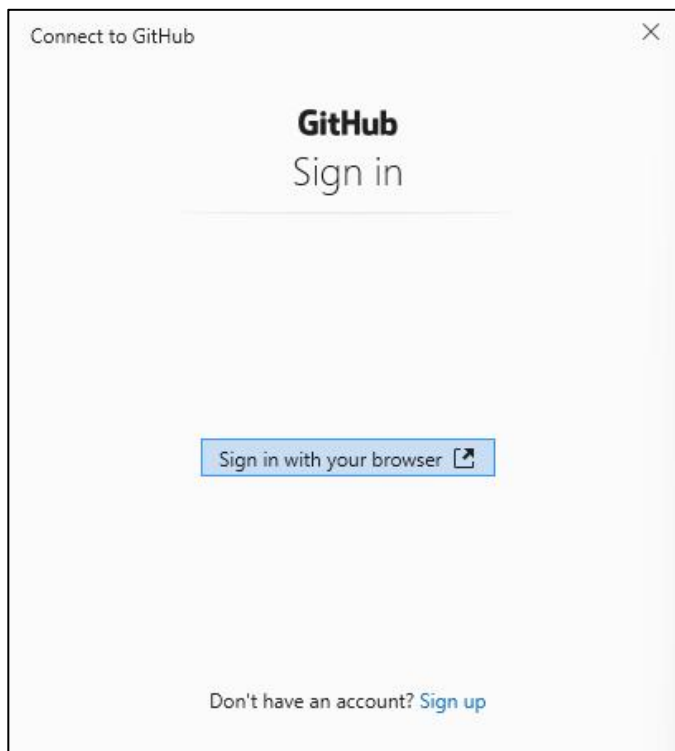 Connect to GitHub
GitHub
Sign in
Sign in with your browser
Don't have an account? Sign up